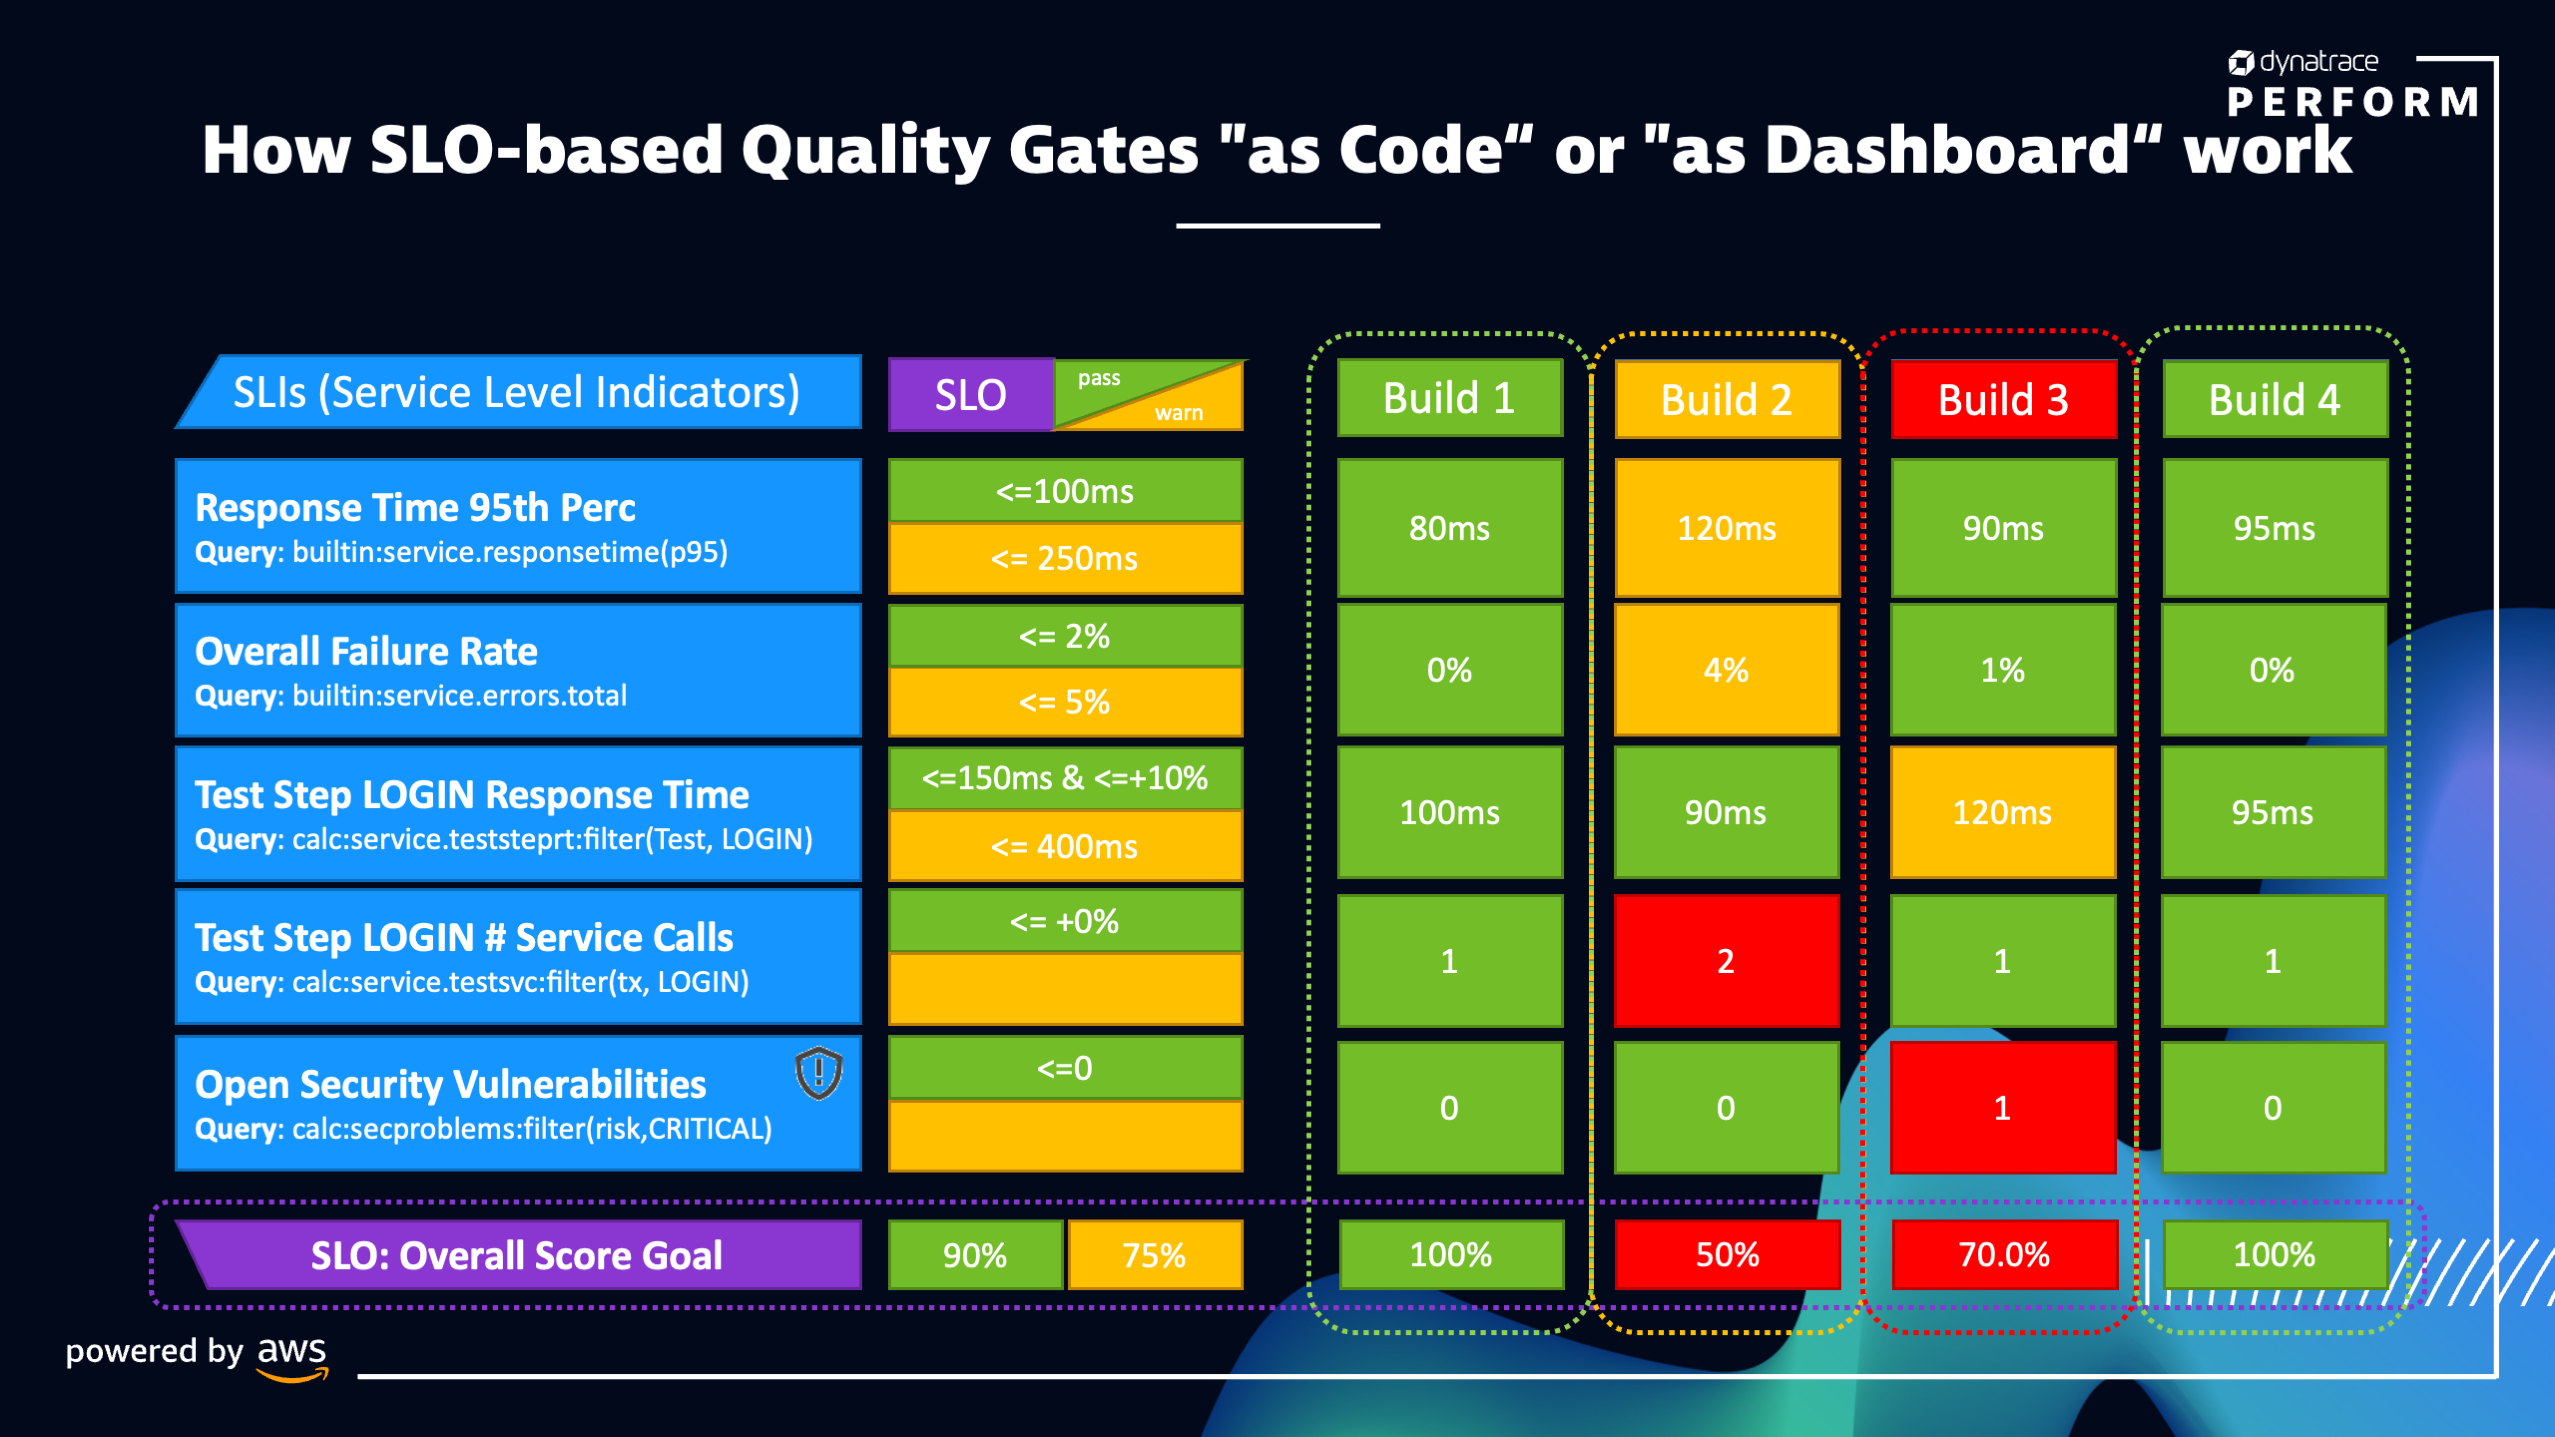 dynatrace
PERFORM
How SLO-based Quality Gates "as Code“ or "as Dashboard“ work
SLIs (Service Level Indicators)
SLO
pass
warn
Build 1
Build 2
Build 3
Build 4
Response Time 95th Perc
Query: builtin:service.responsetime(p95)
<=100ms
<= 250ms
80ms
120ms
90ms
95ms
Overall Failure Rate
Query: builtin:service.errors.total
<= 2%
<= 5%
0%
4%
1%
0%
Test Step LOGIN Response Time
Query: calc:service.teststeprt:filter(Test, LOGIN)
<=150ms & <=+10%
<= 400ms
100ms
90ms
120ms
95ms
Test Step LOGIN # Service Calls
Query: calc:service.testsvc:filter(tx, LOGIN)
<= +0%
1
2
1
1
Open Security Vulnerabilities
Query: calc:secproblems:filter(risk,CRITICAL)
<=0
0
0
1
0
SLO: Overall Score Goal
90%
75%
100%
50%
70.0%
100%
powered by aws